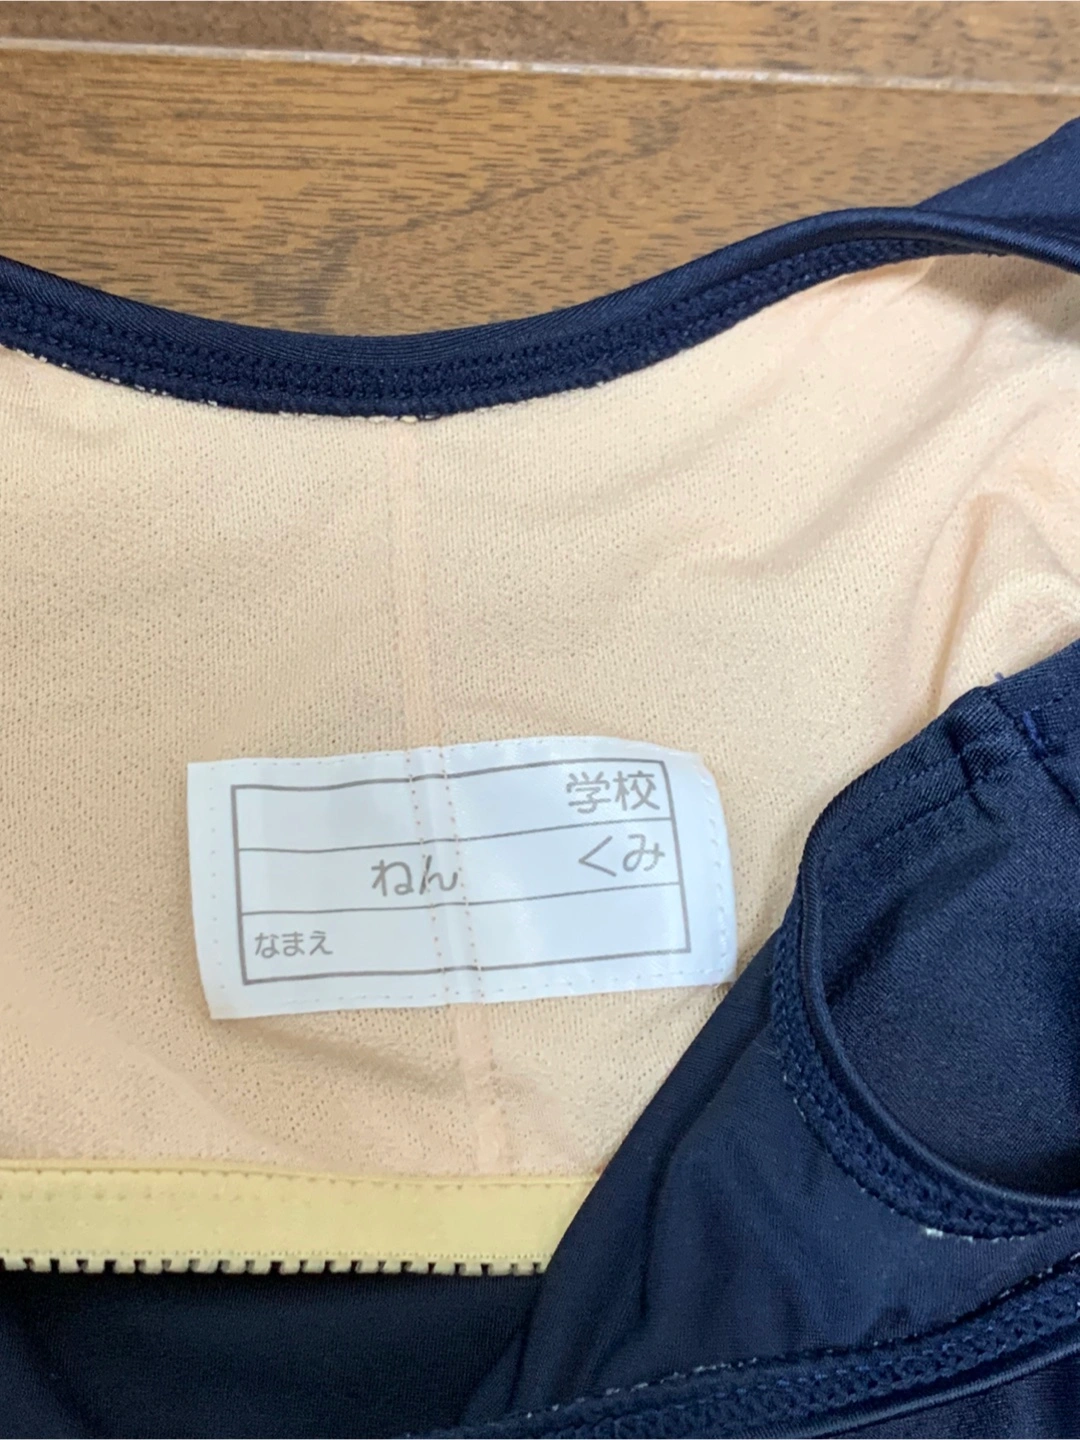 学校
ねん くみ
なまえ